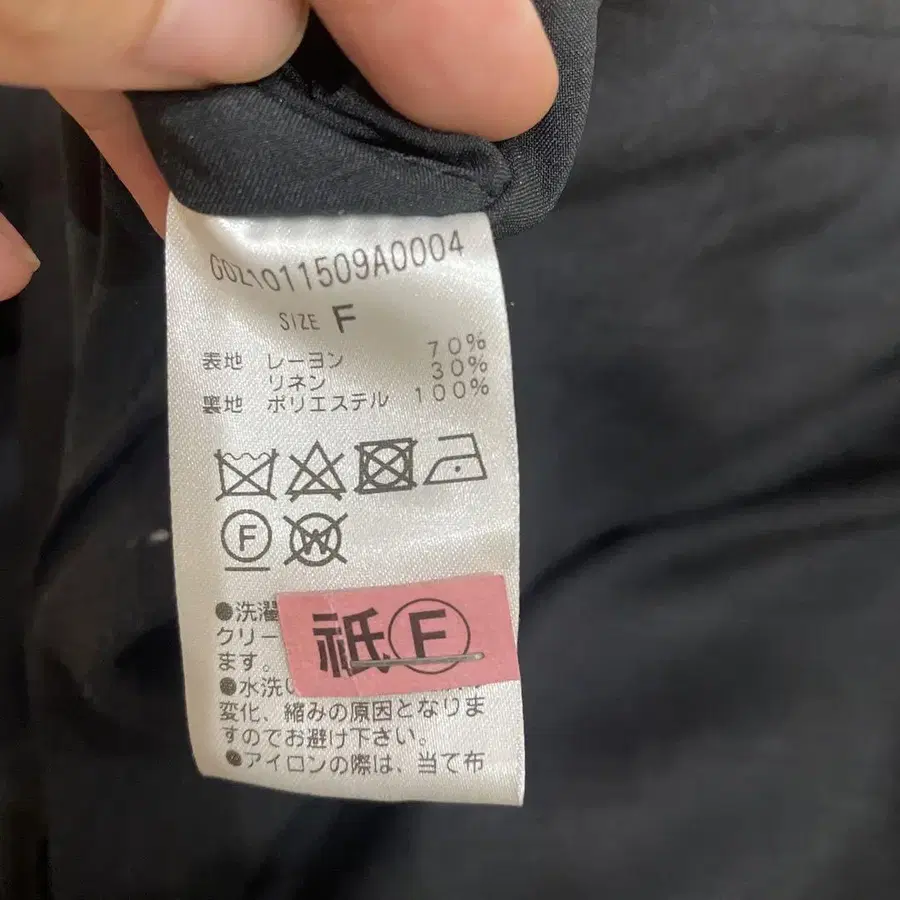 G021011509A0004
SIZE F
表地 レーヨン 70%
リネン 30%
裏地 ポリエステル 100%
F
W
●洗濯
クリー
ます。
祇 F
●水洗い
変化、縮みの原因となりま
すのでお避け下さい。
●アイロンの際は、当て布